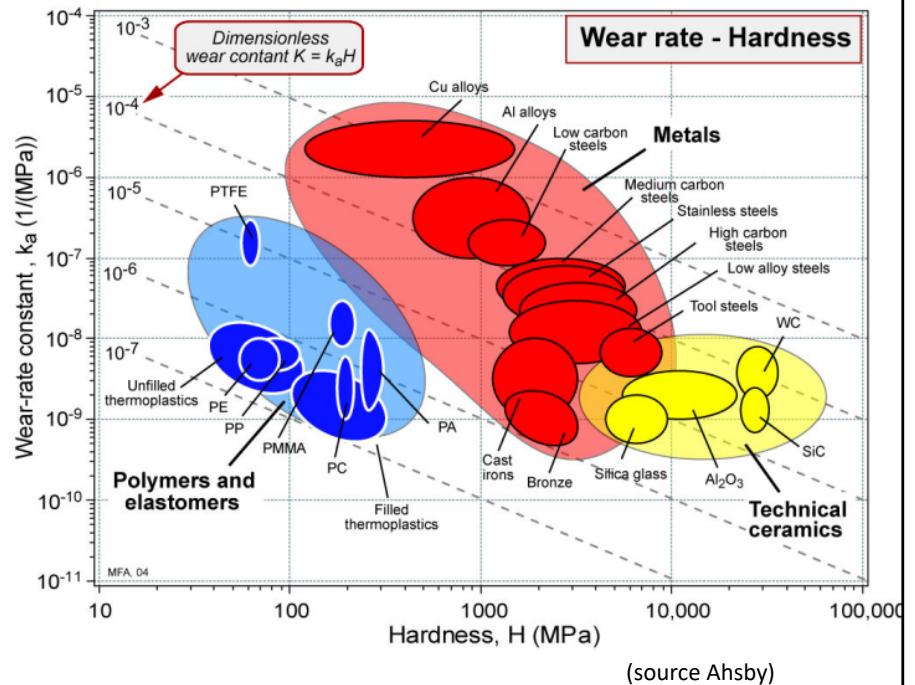 Wear rate - Hardness
Dimensionless
wear contant K = kₐH
10⁻³
10⁻⁴
10⁻⁵
10⁻⁶
10⁻⁷
10⁻⁴
10⁻⁵
10⁻⁶
10⁻⁷
10⁻⁸
10⁻⁹
10⁻¹⁰
10⁻¹¹
Wear-rate constant , kₐ (1/(MPa)
Cu alloys
Al alloys
Low carbon
steels
Metals
Medium carbon
steels
Stainless steels
High carbon
steels
Low alloy steels
Tool steels
WC
PTFE
Unfilled
thermoplastics
PE
PP
PMMA
PC
PA
Polymers and
elastomers
Filled
thermoplastics
Cast
irons
Bronze
Silica glass
Al₂O₃
SiC
Technical
ceramics
MFA, 04
10
100
1000
10,000
100,000
Hardness, H (MPa)
(source Ahsby)